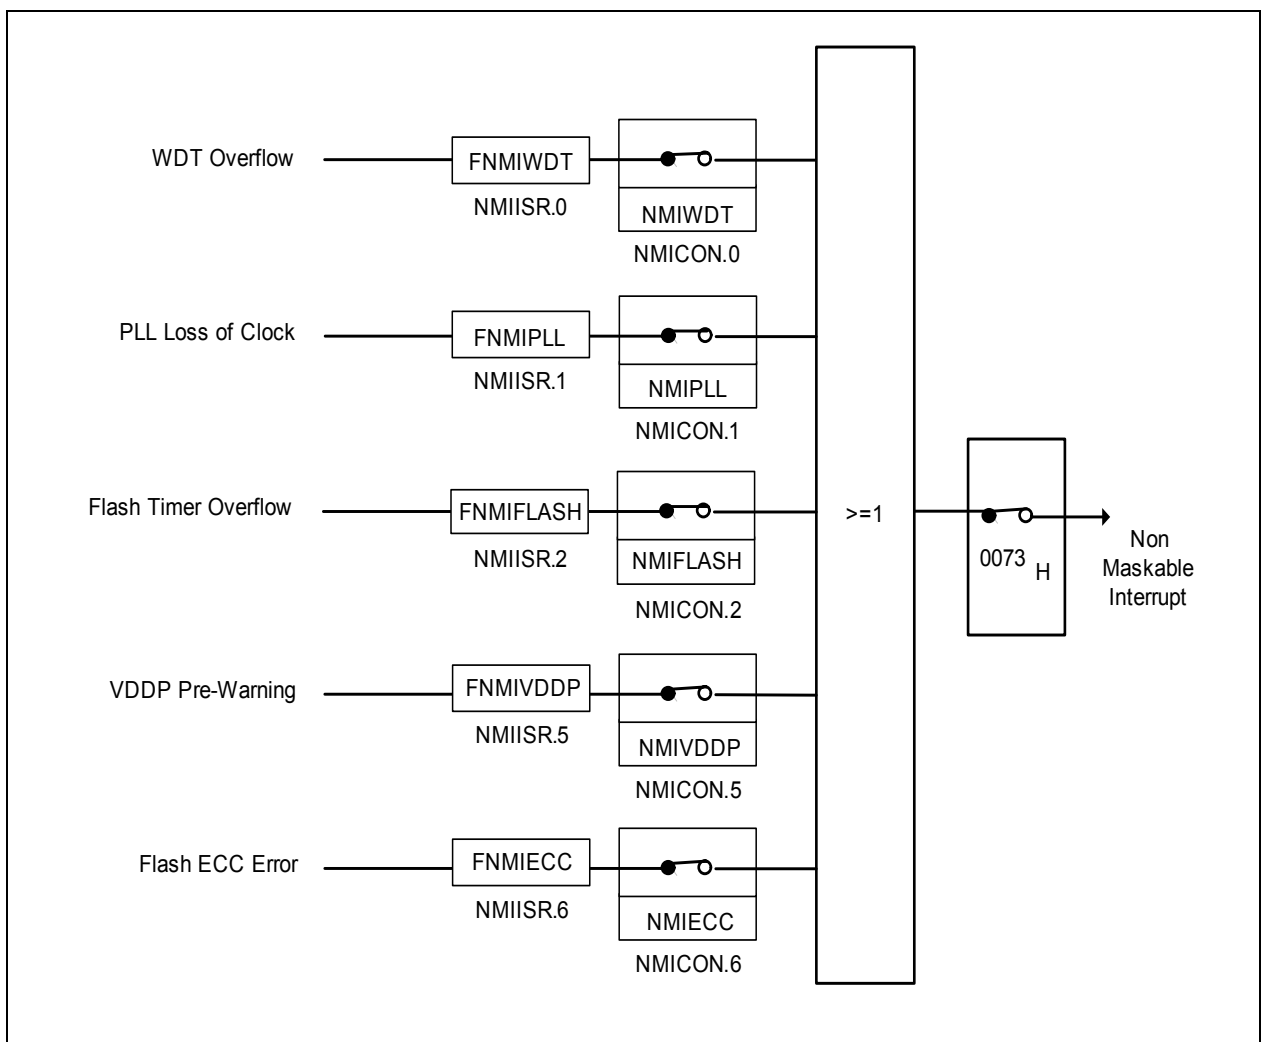 WDT Overflow
FNMIWDT
NMIISR.0
NMIWDT
NMICON.0
PLL Loss of Clock
FNMIPLL
NMIISR.1
NMIPLL
NMICON.1
Flash Timer Overflow
FNMIFLASH
NMIISR.2
NMIFLASH
NMICON.2
VDDP Pre-Warning
FNMIVDDP
NMIISR.5
NMIVDDP
NMICON.5
Flash ECC Error
FNMIECC
NMIISR.6
NMIECC
NMICON.6
>=1
0073 H
Non
Maskable
Interrupt